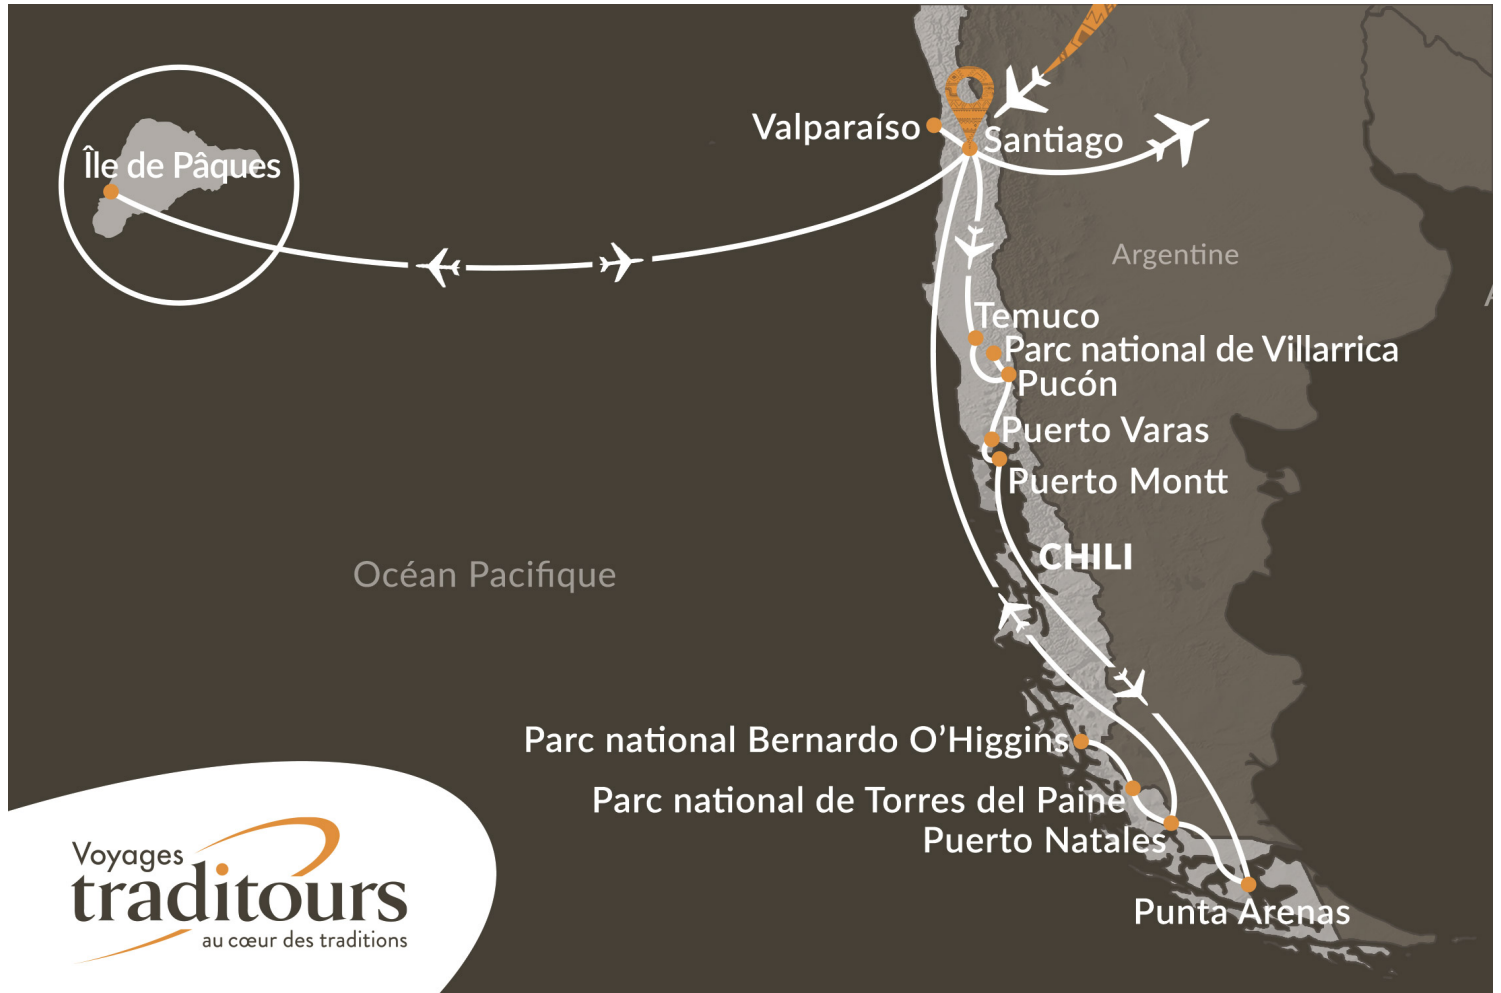 Valparaíso
Santiago
Île de Pâques
Argentine
Temuco
Parc national de Villarrica
Pucón
Puerto Varas
Puerto Montt
CHILI
Océan Pacifique
Parc national Bernardo O’Higgins
Parc national de Torres del Paine
Puerto Natales
Punta Arenas
Voyages
traditours
au cœur des traditions